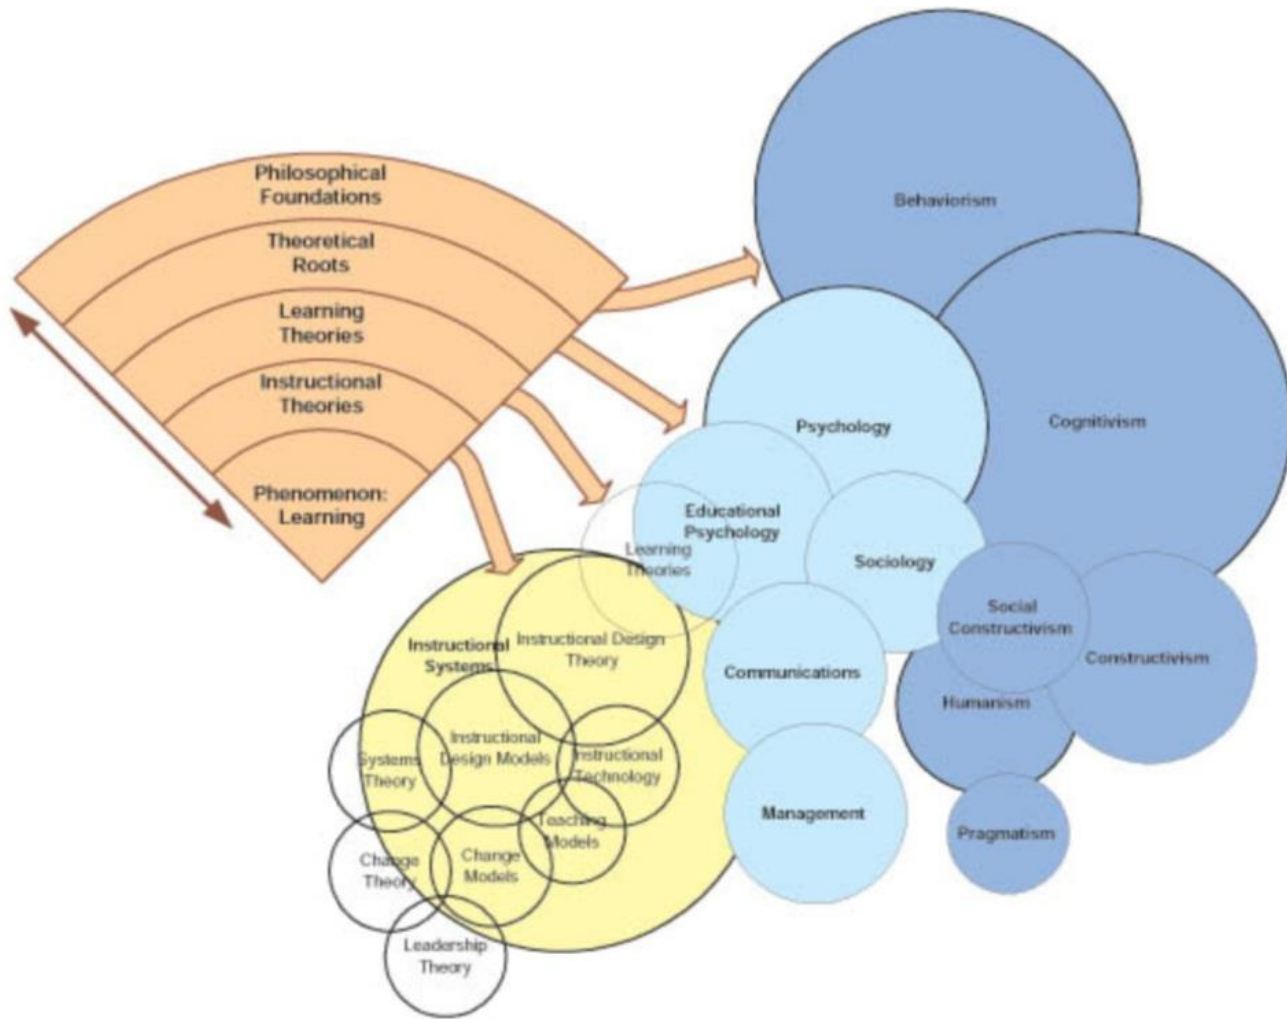 Philosophical
Foundations
Theoretical
Roots
Learning
Theories
Instructional
Theories
Phenomenon:
Learning
Behaviorism
Cognitivism
Psychology
Educational
Psychology
Learning
Theories
Sociology
Social
Constructivism
Constructivism
Humanism
Pragmatism
Communications
Management
Instructional
Systems
Instructional Design
Theory
Instructional
Design Models
Instructional
Technology
Systems
Theory
Teaching
Models
Change
Theory
Change
Models
Leadership
Theory